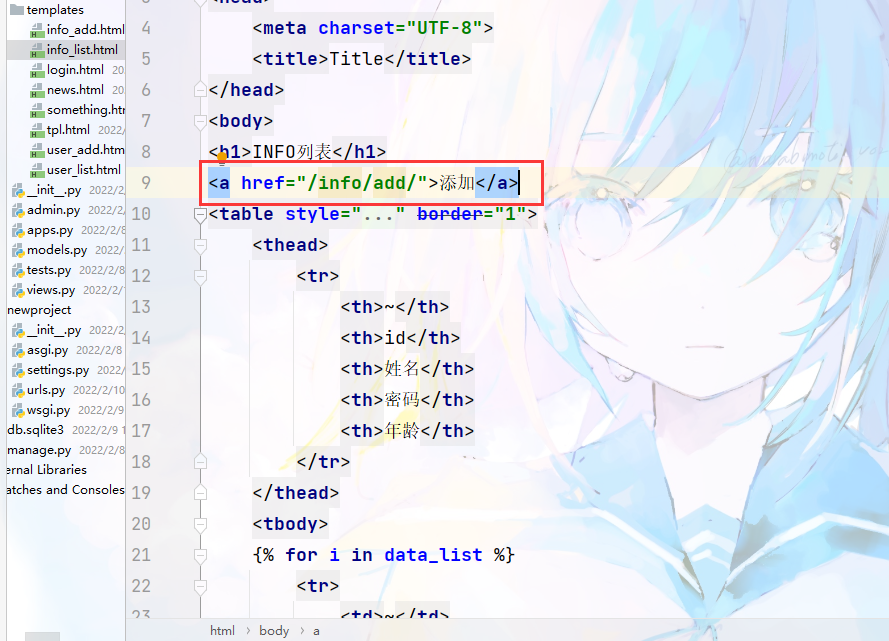 templates
info_add.html
info_list.html
login.html 20
news.html 202
something.htr
tpl.html 2022/
user_add.htm
user_list.html
__init__.py 2022/2
admin.py 2022/2
apps.py 2022/2/8
models.py 2022/
tests.py 2022/2/8
views.py 2022/2/
newproject
__init__.py 2022/2
asgi.py 2022/2/8
settings.py 2022/
urls.py 2022/2/10
wsgi.py 2022/2/9
db.sqlite3 2022/2/9 1
manage.py 2022/2/8
ernal Libraries
atches and Consoles
4 <meta charset="UTF-8">
5 <title>Title</title>
6 </head>
7 <body>
8 <h1>INFO列表</h1>
9 <a href="/info/add/">添加</a>
10 <table style="..." border="1">
11 <thead>
12 <tr>
13 <th>~</th>
14 <th>id</th>
15 <th>姓名</th>
16 <th>密码</th>
17 <th>年龄</th>
18 </tr>
19 </thead>
20 <tbody>
21 {% for i in data_list %}
22 <tr>
23 <td>~</td>
html › body › a